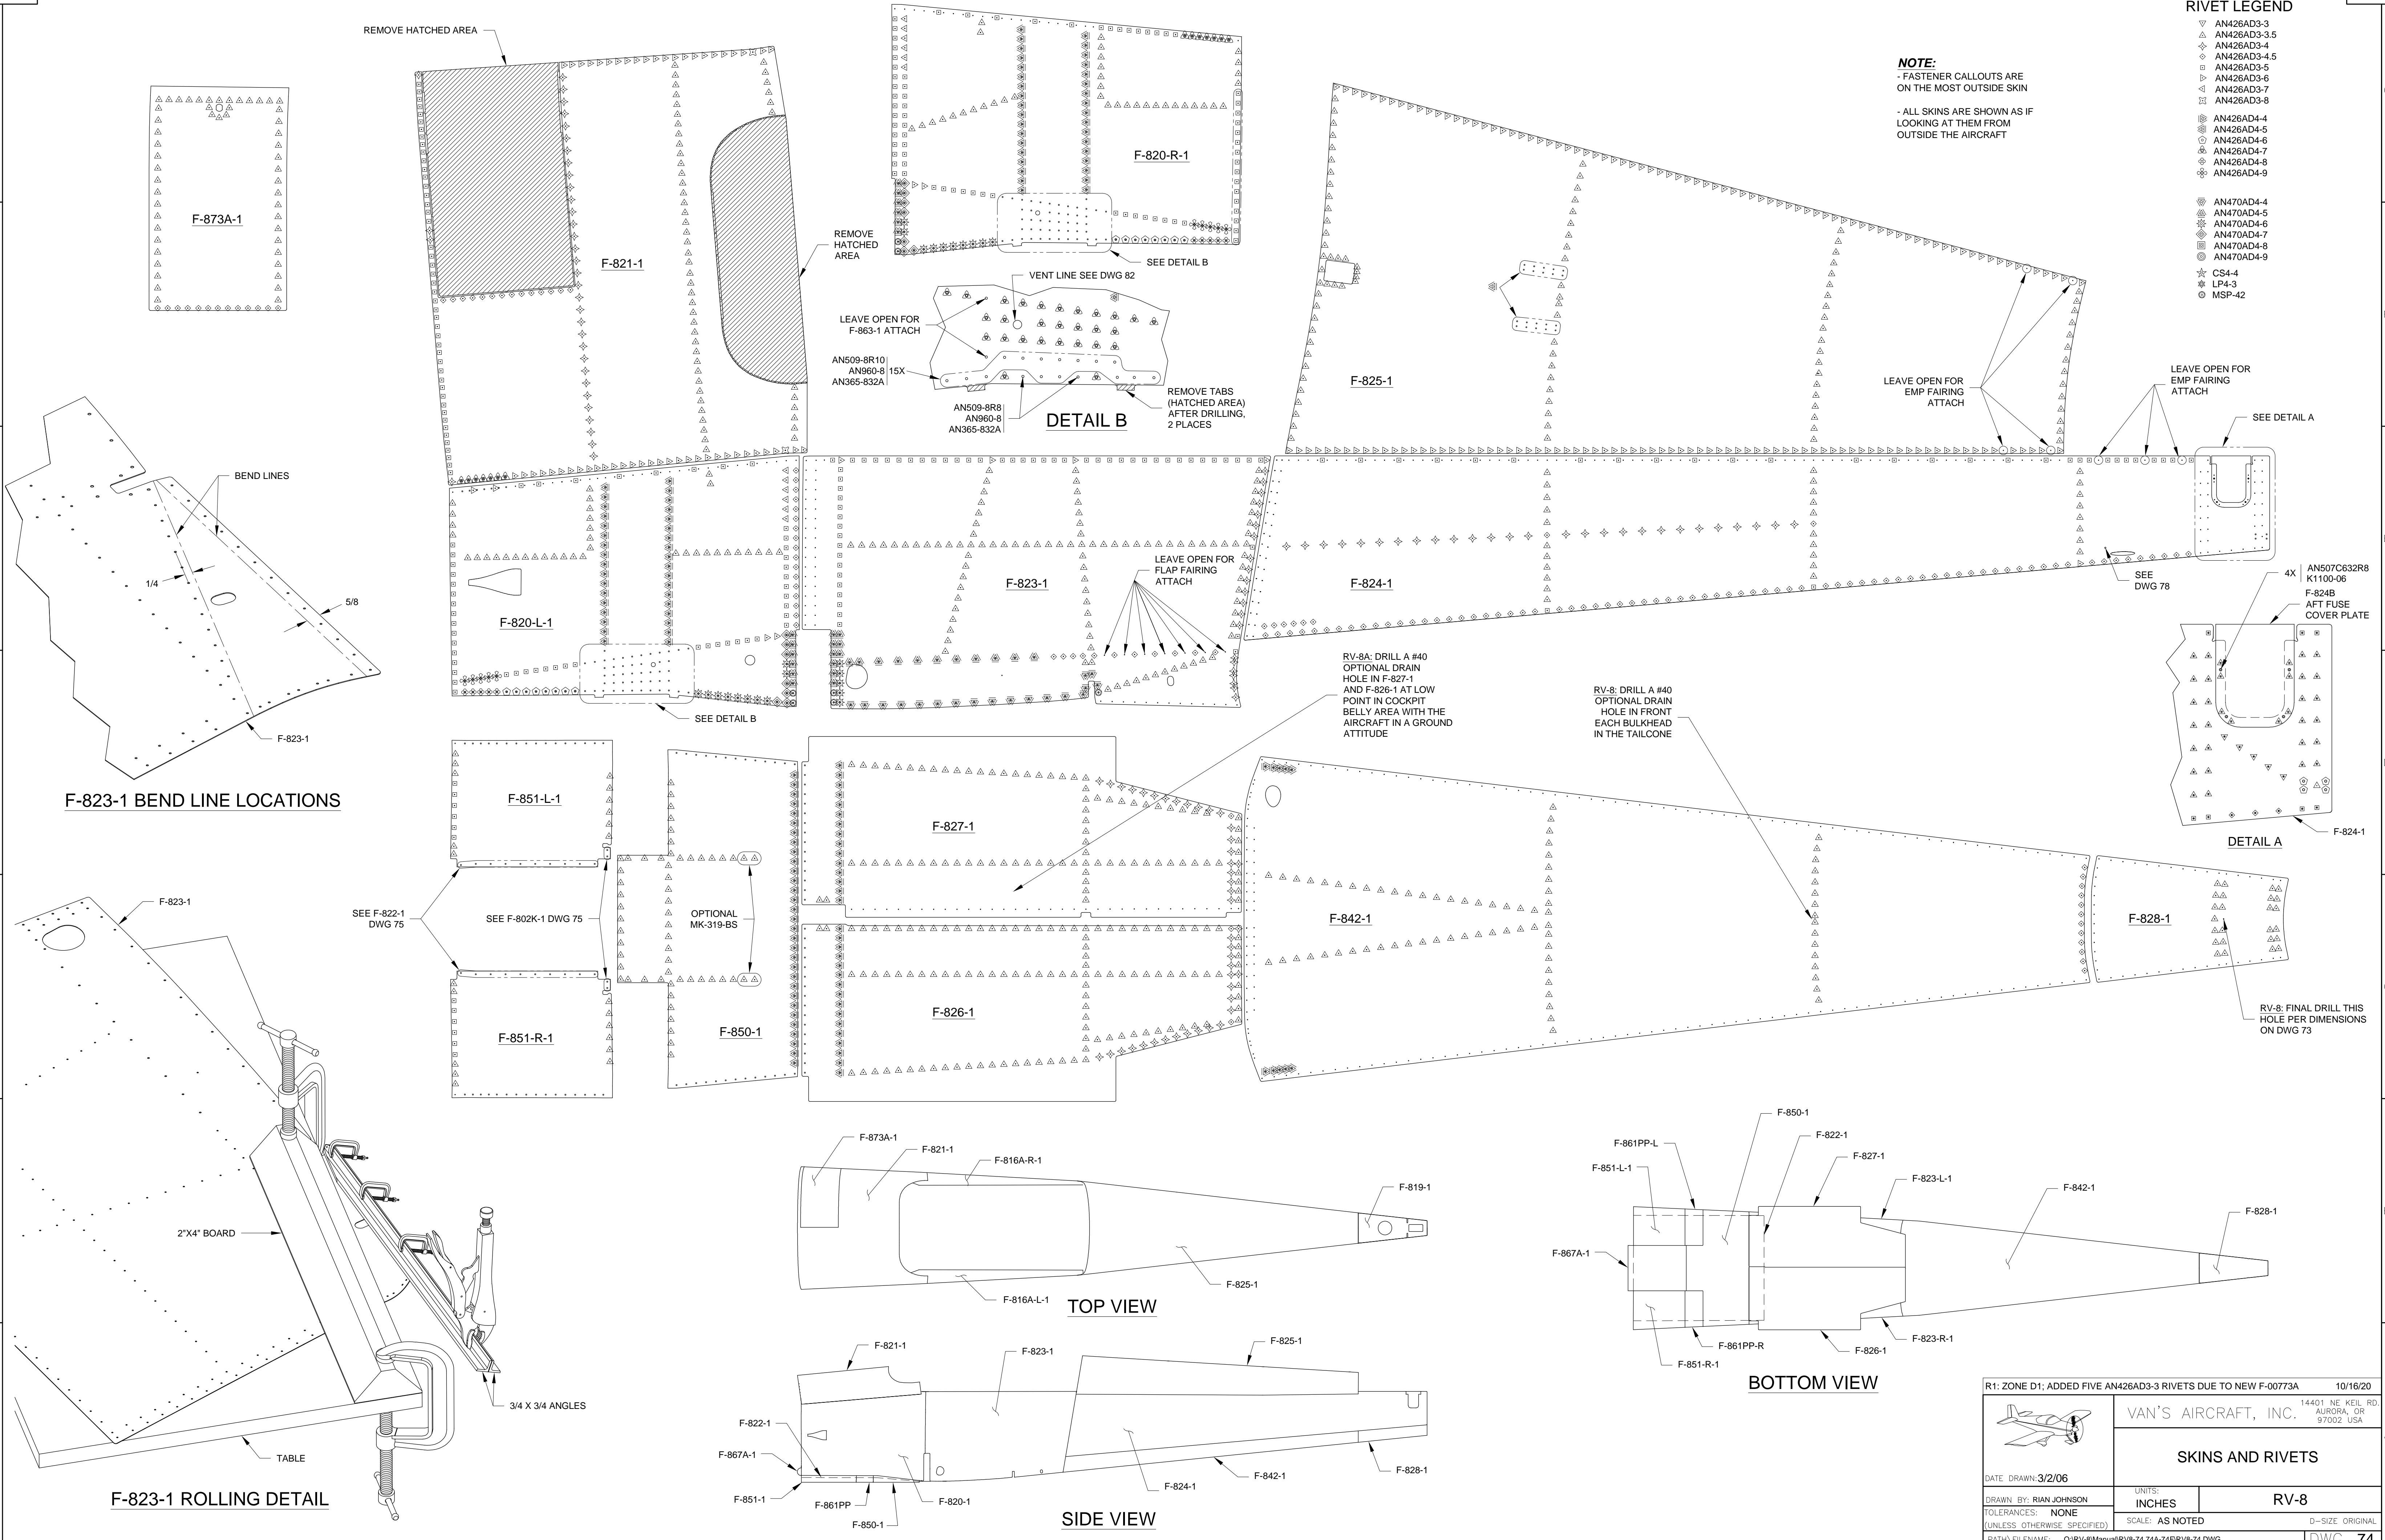 REMOVE HATCHED AREA
F-873A-1
F-821-1
REMOVE
HATCHED
AREA
F-820-R-1
SEE DETAIL B
VENT LINE SEE DWG 82
LEAVE OPEN FOR
F-863-1 ATTACH
AN509-8R10
AN960-8
AN365-832A
15X
AN509-8R8
AN960-8
AN365-832A
DETAIL B
REMOVE TABS
(HATCHED AREA)
AFTER DRILLING,
2 PLACES
NOTE:
- FASTENER CALLOUTS ARE
ON THE MOST OUTSIDE SKIN
- ALL SKINS ARE SHOWN AS IF
LOOKING AT THEM FROM
OUTSIDE THE AIRCRAFT
RIVET LEGEND
AN426AD3-3
AN426AD3-3.5
AN426AD3-4
AN426AD3-4.5
AN426AD3-5
AN426AD3-6
AN426AD3-7
AN426AD3-8
AN426AD4-4
AN426AD4-5
AN426AD4-6
AN426AD4-7
AN426AD4-8
AN426AD4-9
AN470AD4-4
AN470AD4-5
AN470AD4-6
AN470AD4-7
AN470AD4-8
AN470AD4-9
CS4-4
LP4-3
MSP-42
F-825-1
LEAVE OPEN FOR
EMP FAIRING
ATTACH
LEAVE OPEN FOR
EMP FAIRING
ATTACH
SEE DETAIL A
BEND LINES
1/4
5/8
F-823-1
F-823-1 BEND LINE LOCATIONS
F-820-L-1
SEE DETAIL B
F-823-1
LEAVE OPEN FOR
FLAP FAIRING
ATTACH
F-824-1
SEE
DWG 78
4X
AN507C632R8
K1100-06
F-824B
AFT FUSE
COVER PLATE
F-824-1
DETAIL A
RV-8A: DRILL A #40
OPTIONAL DRAIN
HOLE IN F-827-1
AND F-826-1 AT LOW
POINT IN COCKPIT
BELLY AREA WITH THE
AIRCRAFT IN A GROUND
ATTITUDE
RV-8: DRILL A #40
OPTIONAL DRAIN
HOLE IN FRONT
EACH BULKHEAD
IN THE TAILCONE
F-851-L-1
SEE F-822-1
DWG 75
SEE F-802K-1 DWG 75
OPTIONAL
MK-319-BS
F-851-R-1
F-850-1
F-827-1
F-826-1
F-842-1
F-828-1
RV-8: FINAL DRILL THIS
HOLE PER DIMENSIONS
ON DWG 73
F-823-1
2"X4" BOARD
3/4 X 3/4 ANGLES
TABLE
F-823-1 ROLLING DETAIL
F-873A-1
F-821-1
F-816A-R-1
F-819-1
F-825-1
F-816A-L-1
TOP VIEW
F-821-1
F-823-1
F-825-1
F-822-1
F-867A-1
F-851-1
F-861PP
F-850-1
F-820-1
F-824-1
F-842-1
F-828-1
SIDE VIEW
F-850-1
F-861PP-L
F-822-1
F-851-L-1
F-827-1
F-823-L-1
F-842-1
F-828-1
F-867A-1
F-861PP-R
F-851-R-1
F-826-1
F-823-R-1
BOTTOM VIEW
R1: ZONE D1; ADDED FIVE AN426AD3-3 RIVETS DUE TO NEW F-00773A 10/16/20
VAN'S AIRCRAFT, INC.
14401 NE KEIL RD.
AURORA, OR
97002 USA
SKINS AND RIVETS
DATE DRAWN: 3/2/06
DRAWN BY: RIAN JOHNSON
UNITS:
INCHES
RV-8
TOLERANCES: NONE
(UNLESS OTHERWISE SPECIFIED)
SCALE: AS NOTED
D-SIZE ORIGINAL